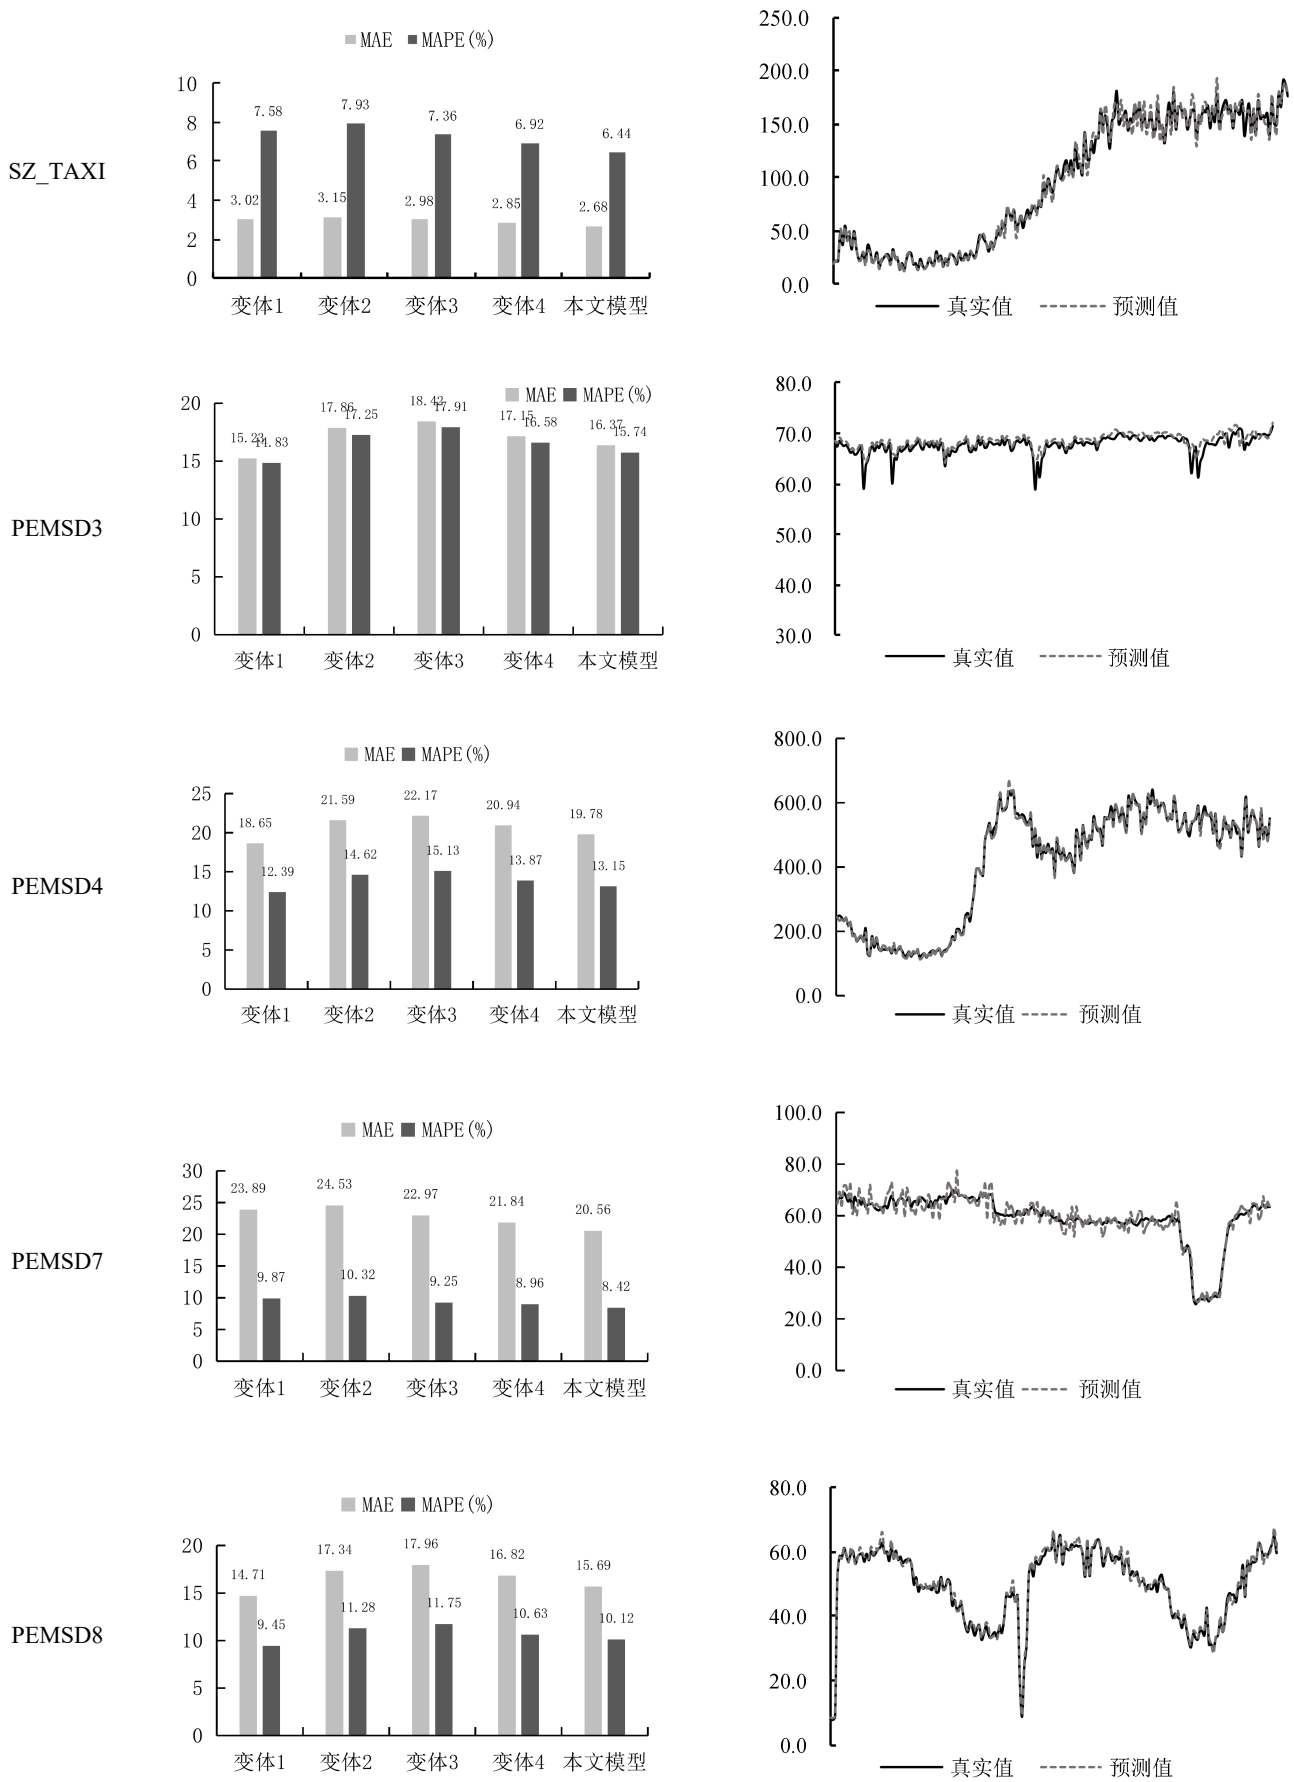 SZ_TAXI
MAE MAPE(%)
10
8
6
4
2
0
7.58 7.93 7.36 6.92 6.44
3.02 3.15 2.98 2.85 2.68
变体1 变体2 变体3 变体4 本文模型
250.0
200.0
150.0
100.0
50.0
0.0
真实值 预测值
PEMSD3
MAE MAPE(%)
20
15
10
5
0
15.23 17.86 18.42 17.15 16.37
14.83 17.25 17.91 16.58 15.74
变体1 变体2 变体3 变体4 本文模型
80.0
70.0
60.0
50.0
40.0
30.0
真实值 预测值
PEMSD4
MAE MAPE(%)
25
20
15
10
5
0
18.65 21.59 22.17 20.94 19.78
12.39 14.62 15.13 13.87 13.15
变体1 变体2 变体3 变体4 本文模型
800.0
600.0
400.0
200.0
0.0
真实值 预测值
PEMSD7
MAE MAPE(%)
30
25
20
15
10
5
0
23.89 24.53 22.97 21.84 20.56
9.87 10.32 9.25 8.96 8.42
变体1 变体2 变体3 变体4 本文模型
100.0
80.0
60.0
40.0
20.0
0.0
真实值 预测值
PEMSD8
MAE MAPE(%)
20
15
10
5
0
14.71 17.34 17.96 16.82 15.69
9.45 11.28 11.75 10.63 10.12
变体1 变体2 变体3 变体4 本文模型
80.0
60.0
40.0
20.0
0.0
真实值 预测值